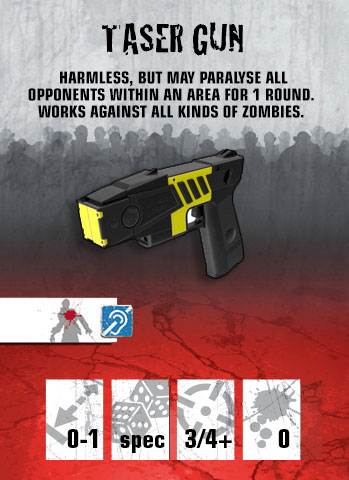 TASER GUN
HARMLESS, BUT MAY PARALYSE ALL
OPPONENTS WITHIN AN AREA FOR 1 ROUND.
WORKS AGAINST ALL KINDS OF ZOMBIES.
0-1 spec 3/4+ 0